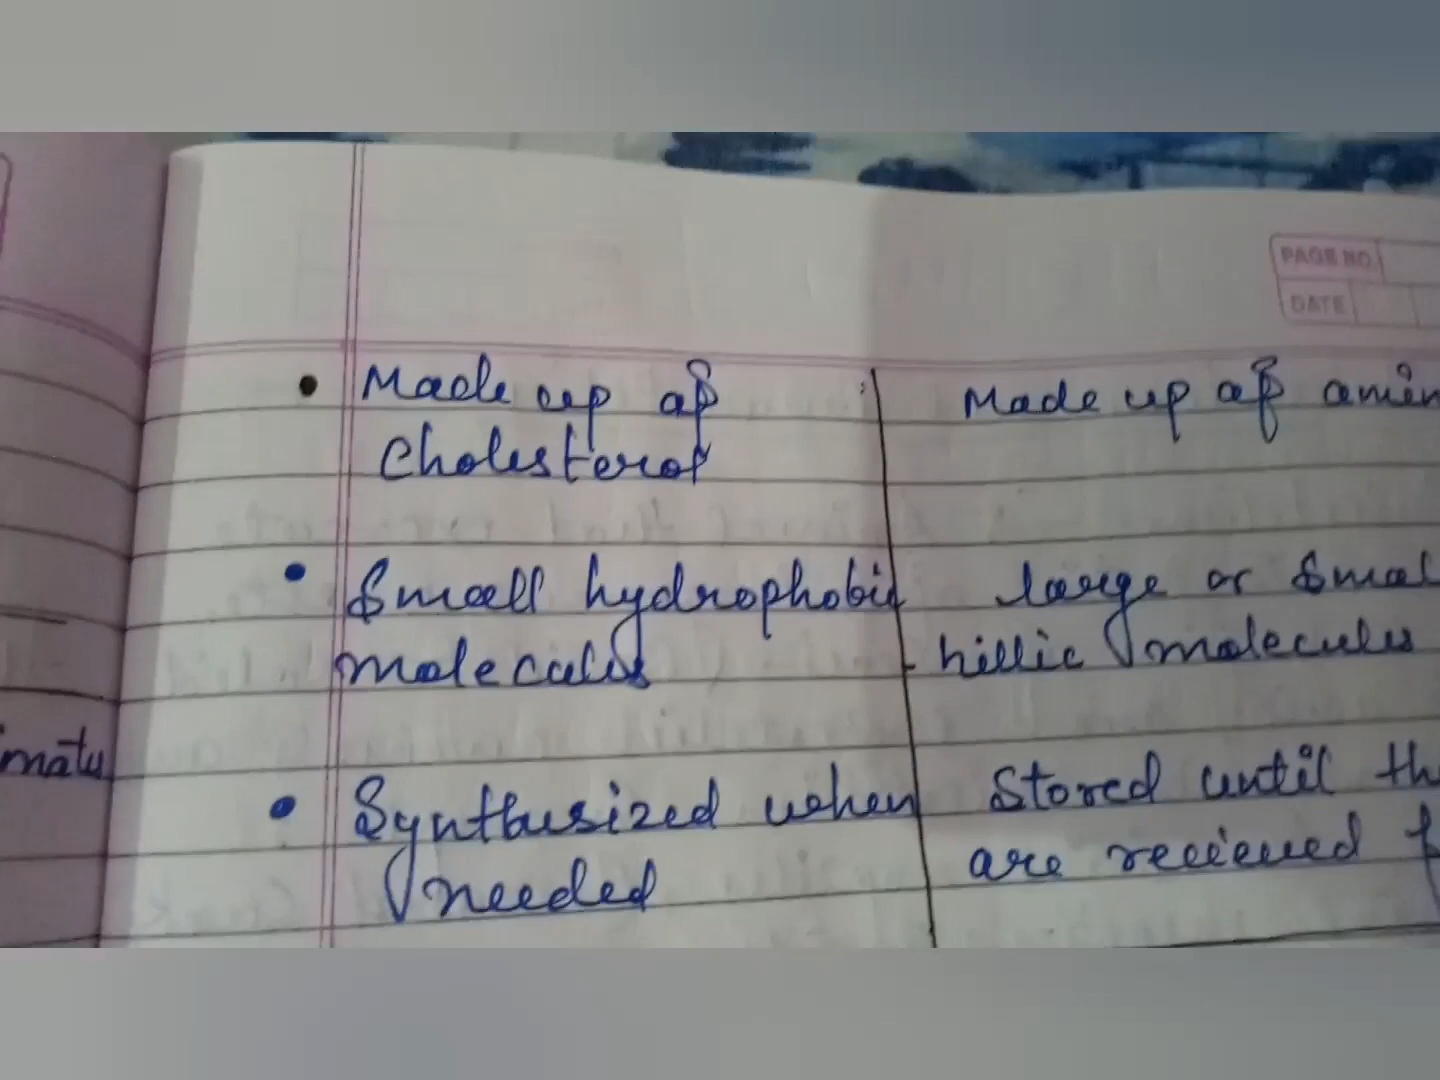 PAGE NO.
DATE
Made up of
Cholesterol
Made up of amin
Small hydrophobic
molecules
large or smal
hillic molecules
Synthesized when
needed
Stored until th
are recieved f
matu